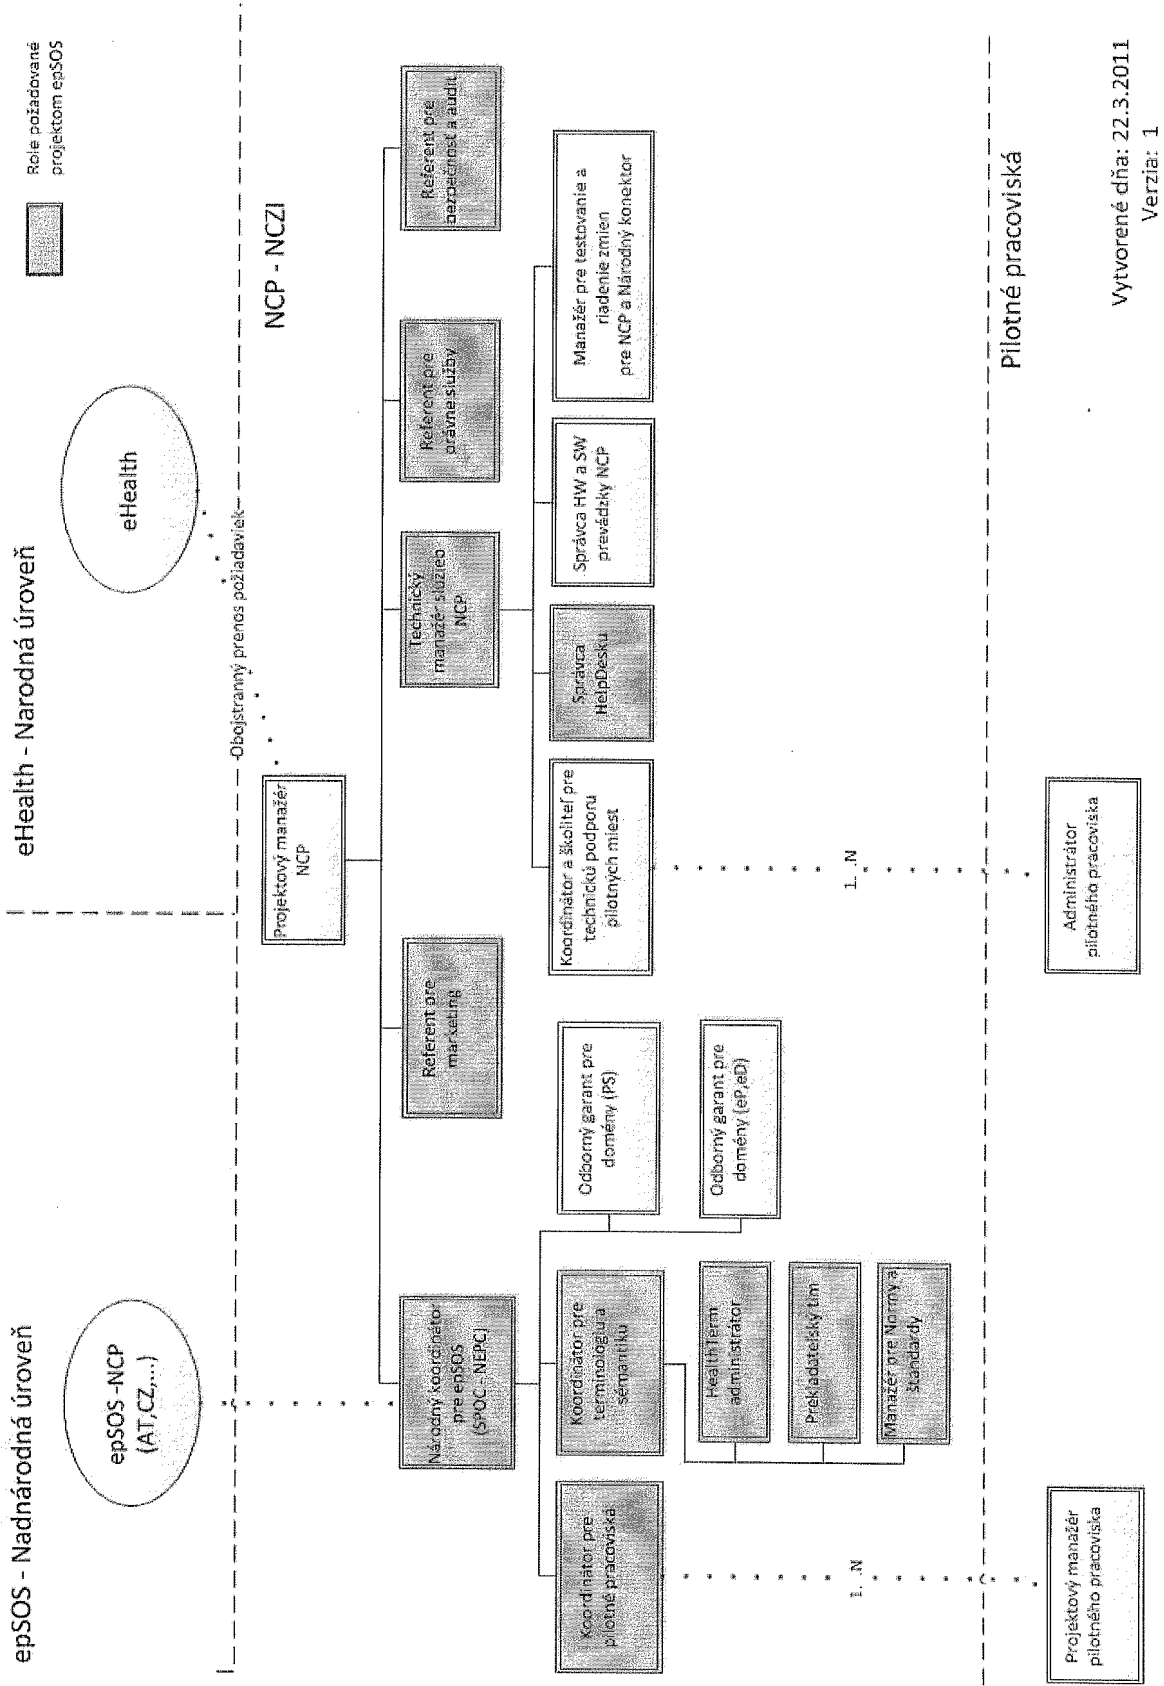 epSOS - Nadnárodná úroveň
eHealth - Narodná úroveň
Role požadované
projektom epSOS
epSOS -NCP
(AT,CZ,...)
eHealth
Obojstranný prenos požiadaviek
NCP - NCZI
Projektový manažér
NCP
Národný koordinátor
pre epSOS
(SPOC - NEPC)
Referent pre
marketing
Technický
manažér služieb
NCP
Referent pre
právne služby
Referent pre
bezpečnosť a audit
Koordinátor pre
pilotné pracoviská
Koordinátor pre
terminológiu a
sémantiku
Odborný garant pre
domény (PS)
Odborný garant pre
domény (eP,eD)
HealthTerm
administrátor
Prekladateľský tím
Manažér pre Normy a
štandardy
Koordinátor a školiteľ pre
technickú podporu
pilotných miest
Správca
HelpDesku
Správca HW a SW
prevádzky NCP
Manažér pre testovanie a
riadenie zmien
pre NCP a Národný konektor
1. .N
1. .N
Pilotné pracoviská
Projektový manažér
pilotného pracoviska
Administrátor
pilotného pracoviska
Vytvorené dňa: 22.3.2011
Verzia: 1